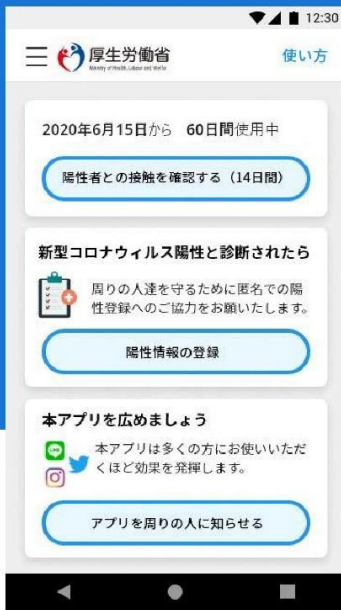 12:30
厚生労働省
Ministry of Health, Labour and Welfare
使い方
2020年6月15日から 60日間使用中
陽性者との接触を確認する（14日間）
新型コロナウィルス陽性と診断されたら
周りの人達を守るために匿名での陽
性登録へのご協力をお願いいたします。
陽性情報の登録
本アプリを広めましょう
本アプリは多くの方にお使いいただ
くほど効果を発揮します。
LINE
アプリを周りの人に知らせる